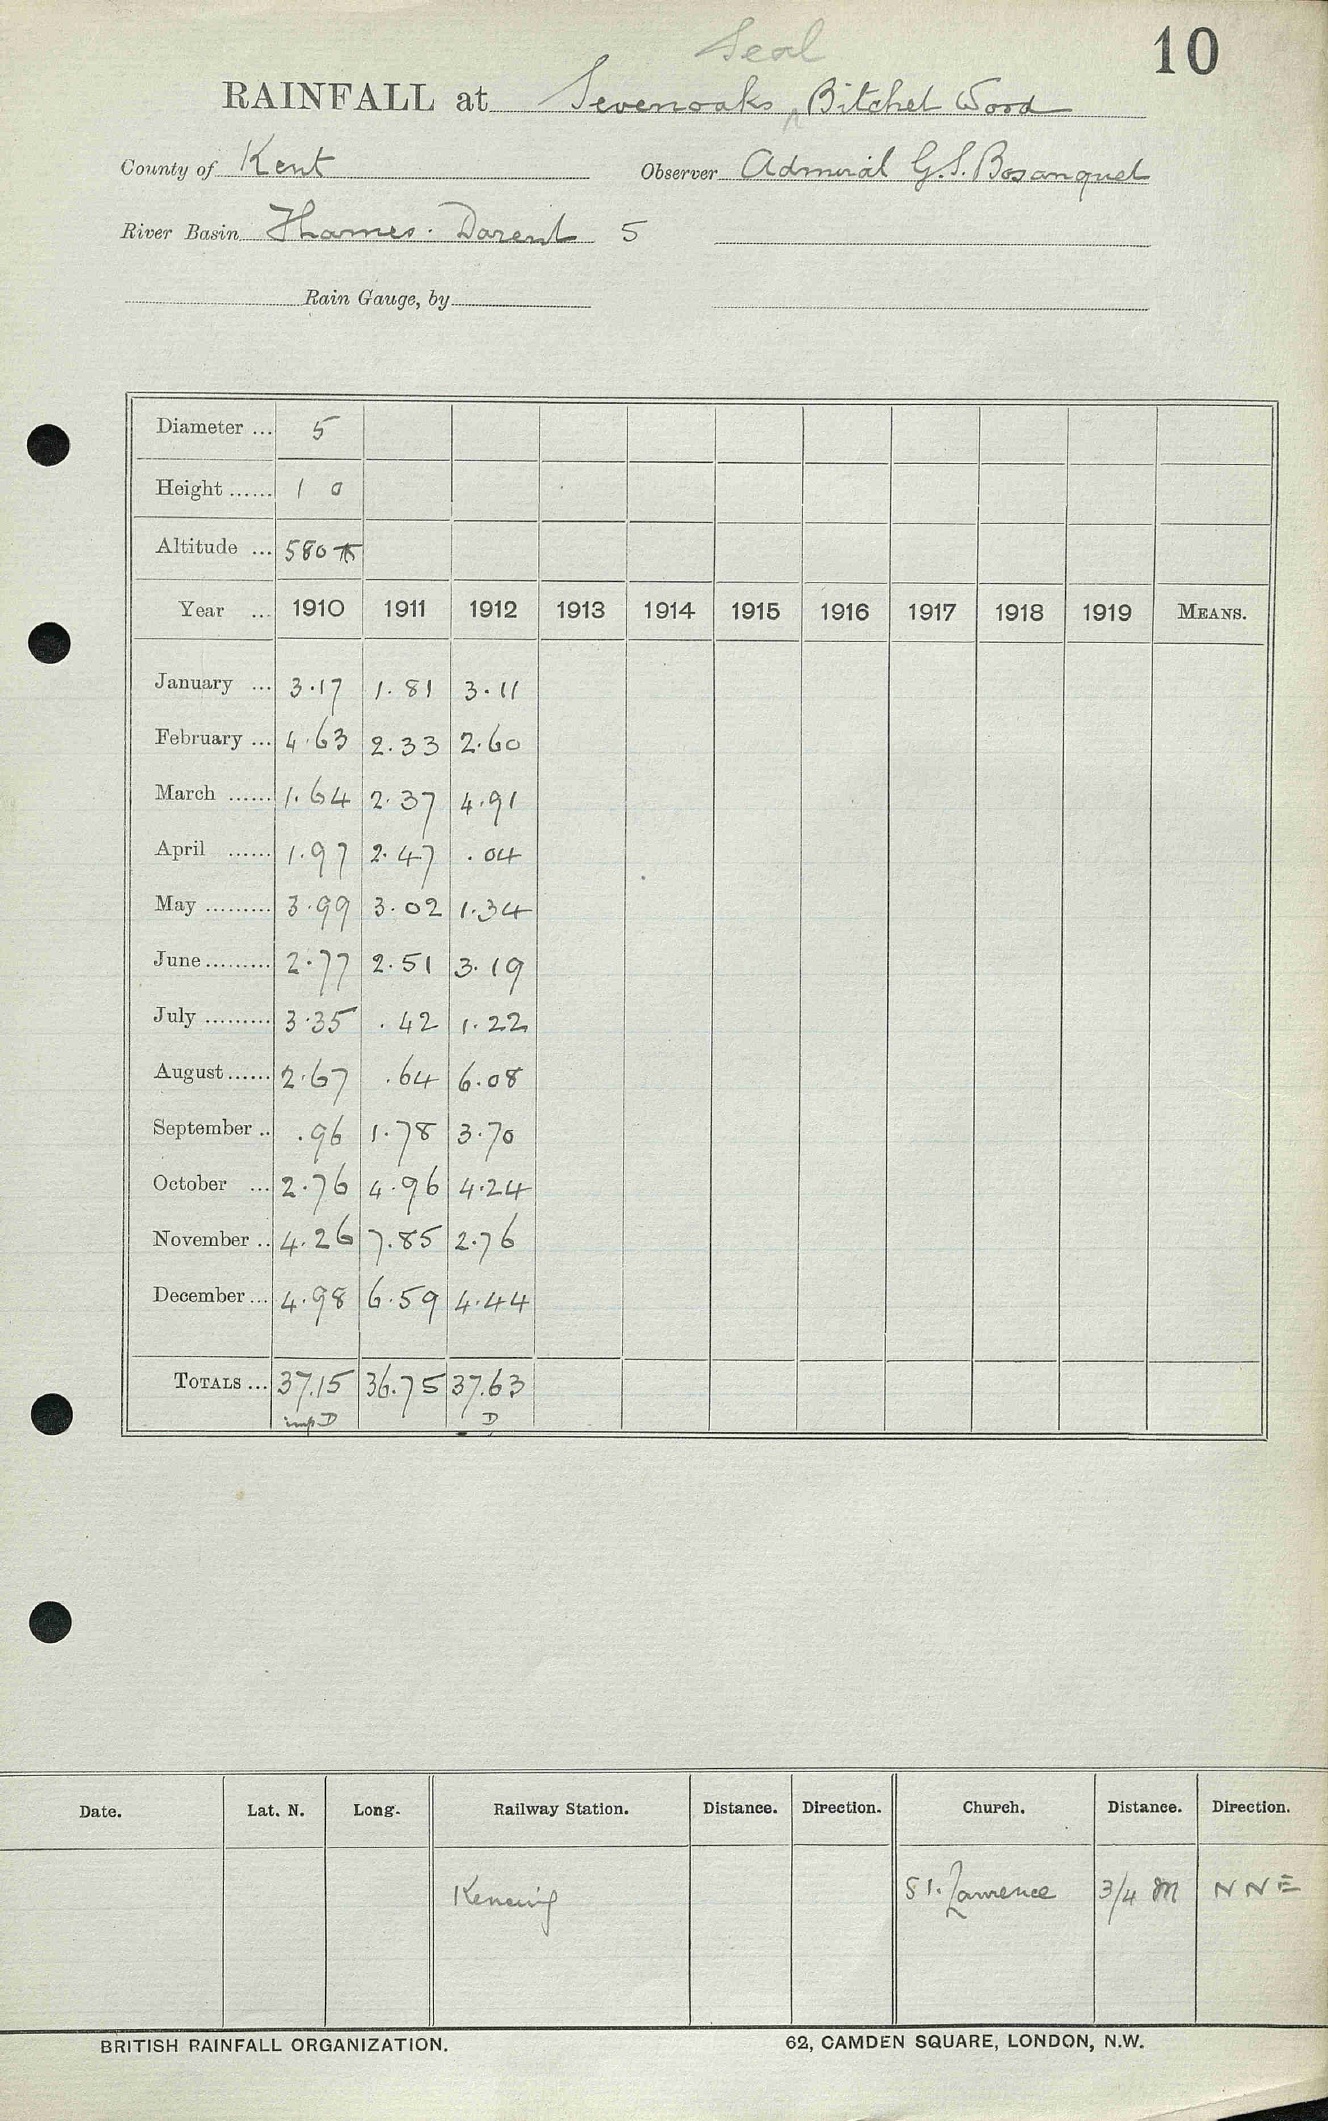 10
Seal
RAINFALL at Sevenoaks, Bitchet Wood
County of Kent Observer Admiral G. S. Bosanquet
River Basin Thames. Darent 5
Rain Gauge, by
Diameter ... 5
Height ...... 1 0
Altitude ... 580
Year ... 1910 1911 1912 1913 1914 1915 1916 1917 1918 1919 MEANS.
January ... 3.17 1.81 3.11
February ... 4.63 2.33 2.60
March ...... 1.64 2.37 4.91
April ...... 1.97 2.47 .04
May ......... 3.99 3.02 1.34
June ......... 2.77 2.51 3.19
July ......... 3.35 .42 1.22
August ...... 2.67 .64 6.08
September .. .96 1.78 3.70
October ... 2.76 4.96 4.24
November .. 4.26 7.85 2.76
December ... 4.98 6.59 4.44
TOTALS ... 37.15 36.75 37.63
imp. D D
Date. Lat. N. Long. Railway Station. Distance. Direction. Church. Distance. Direction.
St. Lawrence 3/4 M NNE
BRITISH RAINFALL ORGANIZATION. 62, CAMDEN SQUARE, LONDON, N.W.